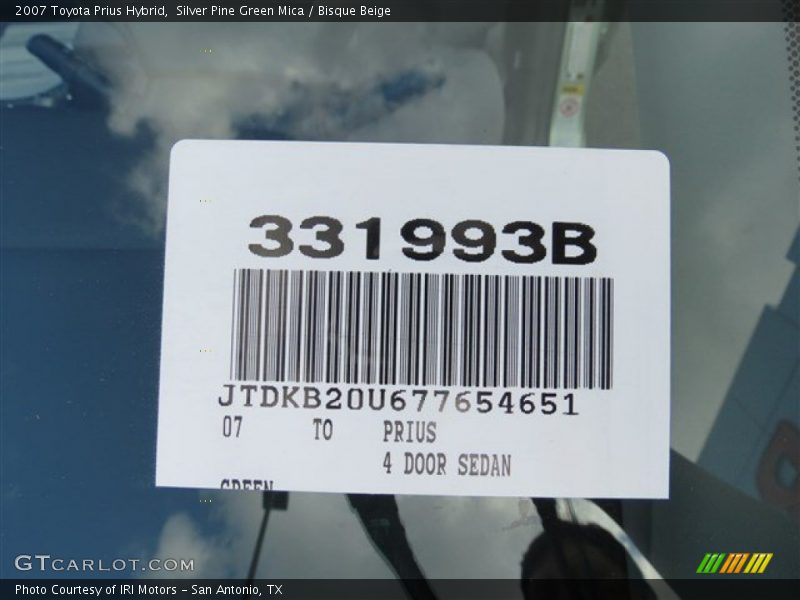 2007 Toyota Prius Hybrid,  Silver Pine Green Mica / Bisque Beige
331993B
JTDKB20U677654651
07 TO PRIUS
4 DOOR SEDAN
GREEN
GTCARLOT.COM
Photo Courtesy of IRI Motors - San Antonio, TX